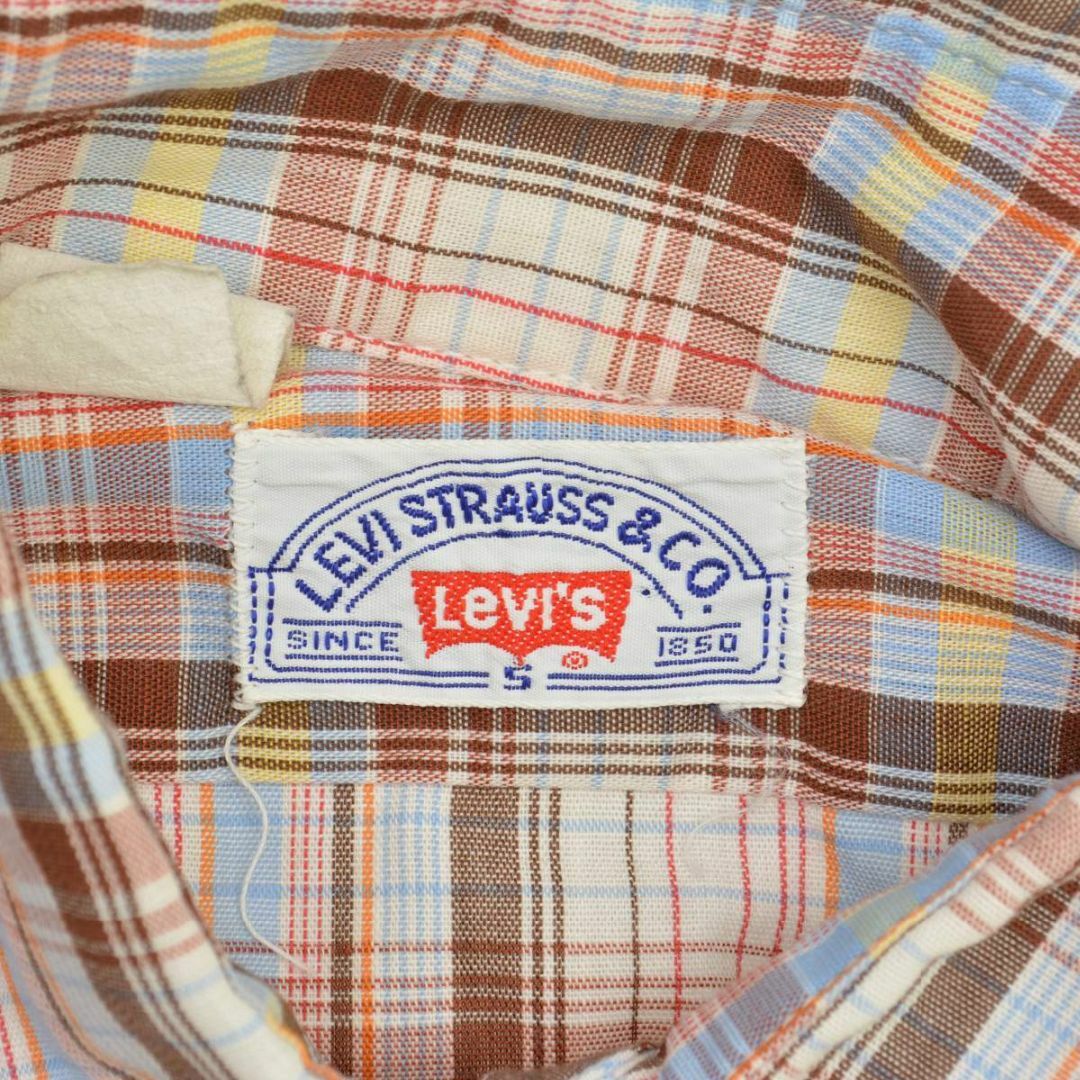 LEVI STRAUSS & CO.
LEVI'S
SINCE 1850
S